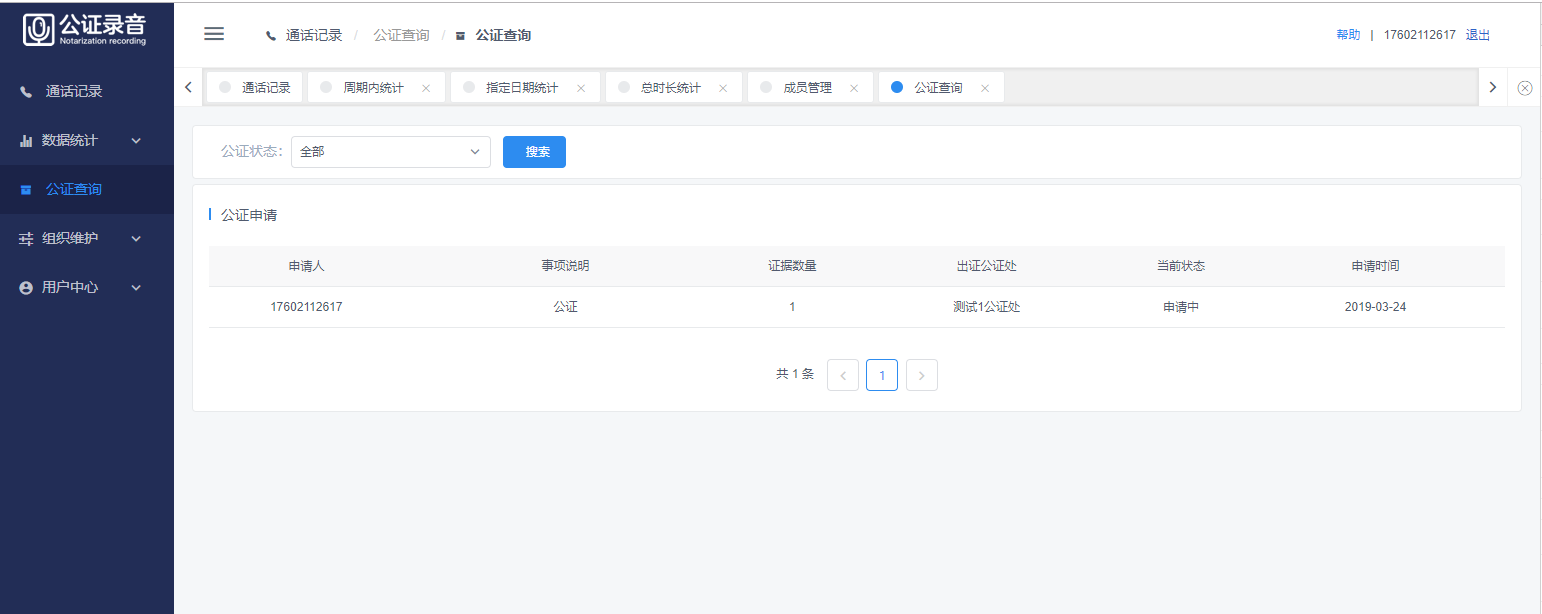 公证录音
Notarization recording
通话记录 / 公证查询 / 公证查询
帮助 | 17602112617 退出
通话记录
数据统计
公证查询
组织维护
用户中心
通话记录 周期内统计 指定日期统计 总时长统计 成员管理 公证查询
公证状态: 全部 搜索
公证申请
申请人 事项说明 证据数量 出证公证处 当前状态 申请时间
17602112617 公证 1 测试1公证处 申请中 2019-03-24
共 1 条 1